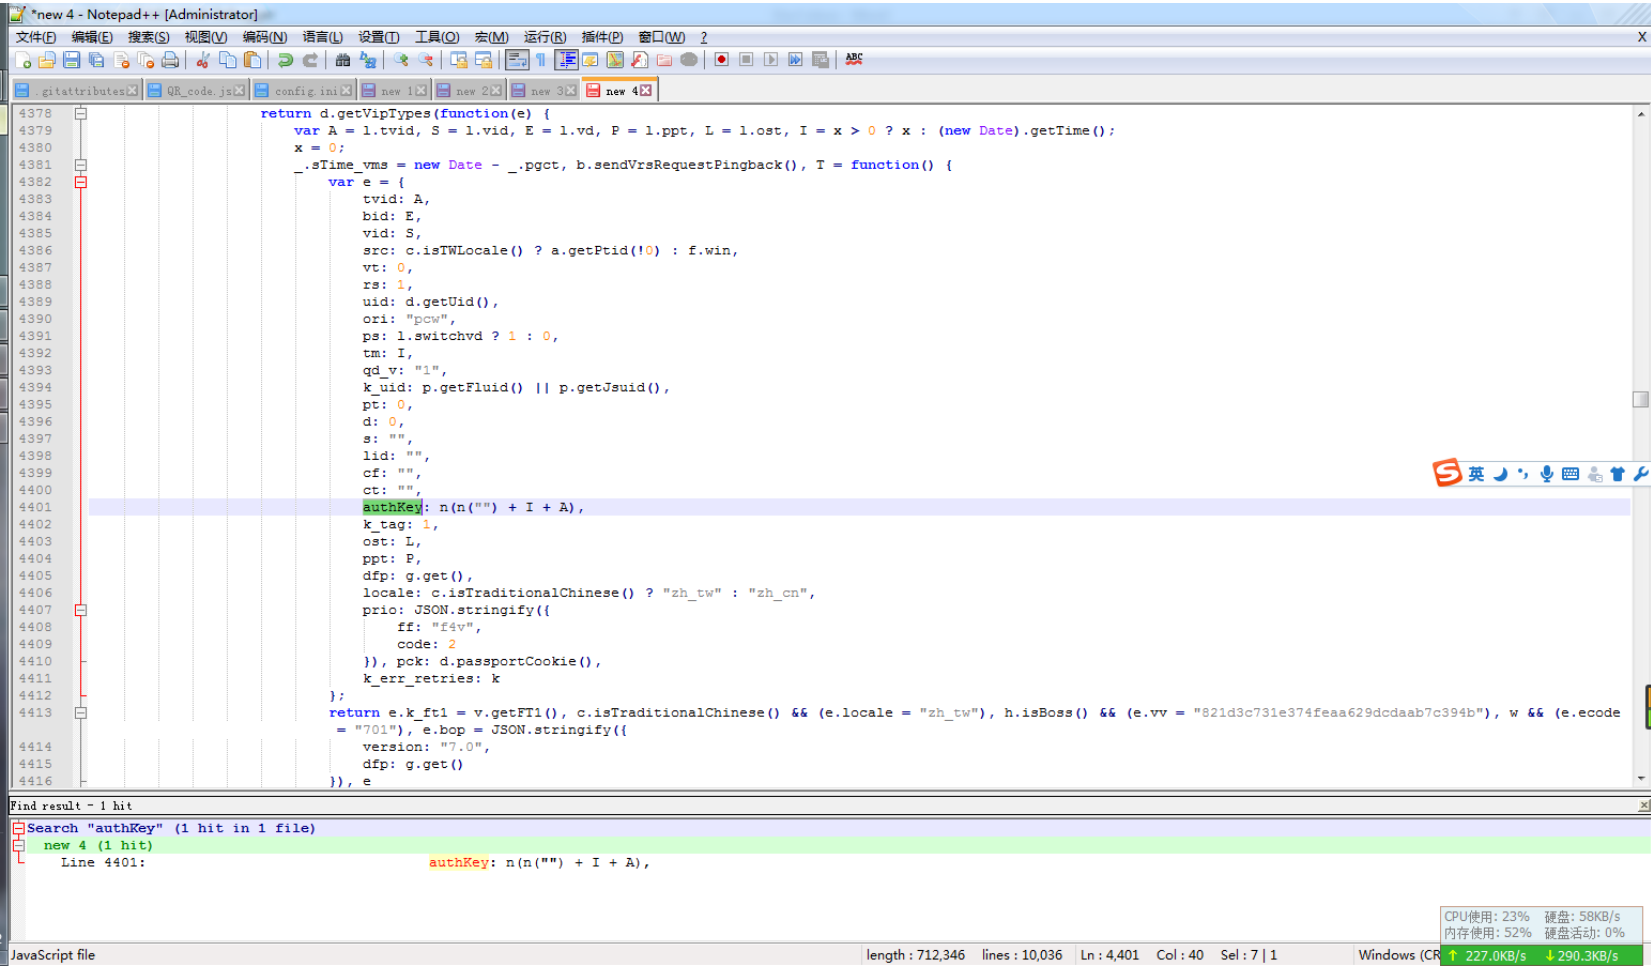 *new 4 - Notepad++ [Administrator]
文件(F) 编辑(E) 搜索(S) 视图(V) 编码(N) 语言(L) 设置(T) 工具(O) 宏(M) 运行(R) 插件(P) 窗口(W) ? X
.gitattributes QR_code.js config.ini new 1 new 2 new 3 new 4
4378 return d.getVipTypes(function(e) {
4379 var A = l.tvid, S = l.vid, E = l.vd, P = l.ppt, L = l.ost, I = x > 0 ? x : (new Date).getTime();
4380 x = 0;
4381 _.sTime_vms = new Date - _.pgct, b.sendVrsRequestPingback(), T = function() {
4382 var e = {
4383 tvid: A,
4384 bid: E,
4385 vid: S,
4386 src: c.isTWLocale() ? a.getPtid(!0) : f.win,
4387 vt: 0,
4388 rs: 1,
4389 uid: d.getUid(),
4390 ori: "pcw",
4391 ps: l.switchvd ? 1 : 0,
4392 tm: I,
4393 qd_v: "1",
4394 k_uid: p.getFluid() || p.getJsuid(),
4395 pt: 0,
4396 d: 0,
4397 s: "",
4398 lid: "",
4399 cf: "",
4400 ct: "",
4401 authKey: n(n("") + I + A),
4402 k_tag: 1,
4403 ost: L,
4404 ppt: P,
4405 dfp: g.get(),
4406 locale: c.isTraditionalChinese() ? "zh_tw" : "zh_cn",
4407 prio: JSON.stringify({
4408 ff: "f4v",
4409 code: 2
4410 }), pck: d.passportCookie(),
4411 k_err_retries: k
4412 };
4413 return e.k_ft1 = v.getFT1(), c.isTraditionalChinese() && (e.locale = "zh_tw"), h.isBoss() && (e.vv = "821d3c731e374feaa629dcdaab7c394b"), w && (e.ecode
= "701"), e.bop = JSON.stringify({
4414 version: "7.0",
4415 dfp: g.get()
4416 }), e
英
Find result - 1 hit
Search "authKey" (1 hit in 1 file)
new 4 (1 hit)
Line 4401: authKey: n(n("") + I + A),
CPU使用: 23% 硬盘: 58KB/s
内存使用: 52% 硬盘活动: 0%
JavaScript file length : 712,346 lines : 10,036 Ln : 4,401 Col : 40 Sel : 7 | 1 Windows (CR ↑ 227.0KB/s ↓ 290.3KB/s